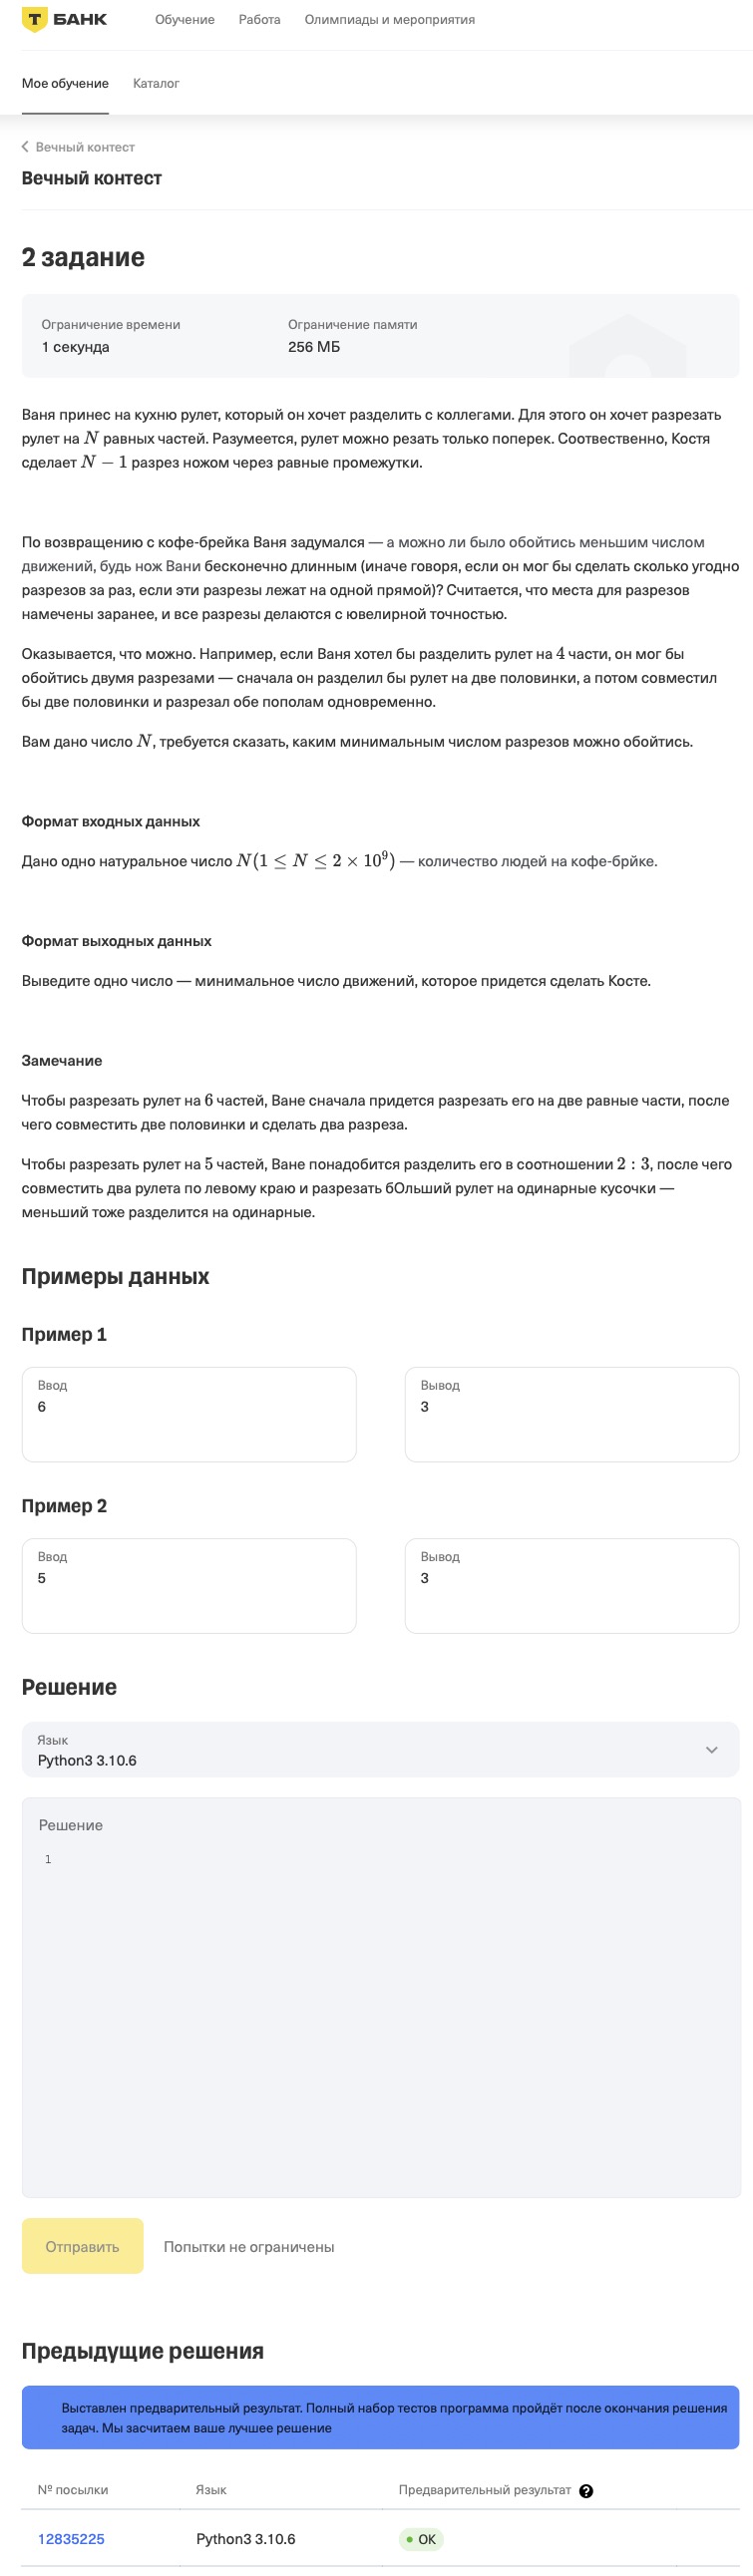 Т БАНК
Обучение Работа Олимпиады и мероприятия
Мое обучение Каталог
Вечный контест
Вечный контест
2 задание
Ограничение времени Ограничение памяти
1 секунда 256 МБ
Ваня принес на кухню рулет, который он хочет разделить с коллегами. Для этого он хочет разрезать
рулет на N равных частей. Разумеется, рулет можно резать только поперек. Соотвественно, Костя
сделает N − 1 разрез ножом через равные промежутки.
По возвращению с кофе-брейка Ваня задумался — а можно ли было обойтись меньшим числом
движений, будь нож Вани бесконечно длинным (иначе говоря, если он мог бы сделать сколько угодно
разрезов за раз, если эти разрезы лежат на одной прямой)? Считается, что места для разрезов
намечены заранее, и все разрезы делаются с ювелирной точностью.
Оказывается, что можно. Например, если Ваня хотел бы разделить рулет на 4 части, он мог бы
обойтись двумя разрезами — сначала он разделил бы рулет на две половинки, а потом совместил
бы две половинки и разрезал обе пополам одновременно.
Вам дано число N, требуется сказать, каким минимальным числом разрезов можно обойтись.
Формат входных данных
Дано одно натуральное число N(1 ≤ N ≤ 2 × 10⁹) — количество людей на кофе-брйке.
Формат выходных данных
Выведите одно число — минимальное число движений, которое придется сделать Косте.
Замечание
Чтобы разрезать рулет на 6 частей, Ване сначала придется разрезать его на две равные части, после
чего совместить две половинки и сделать два разреза.
Чтобы разрезать рулет на 5 частей, Ване понадобится разделить его в соотношении 2 : 3, после чего
совместить два рулета по левому краю и разрезать бОльший рулет на одинарные кусочки —
меньший тоже разделится на одинарные.
Примеры данных
Пример 1
Ввод Вывод
6 3
Пример 2
Ввод Вывод
5 3
Решение
Язык
Python3 3.10.6
Решение
1
Отправить Попытки не ограничены
Предыдущие решения
Выставлен предварительный результат. Полный набор тестов программа пройдёт после окончания решения
задач. Мы засчитаем ваше лучшее решение
№ посылки Язык Предварительный результат ?
12835225 Python3 3.10.6 OK